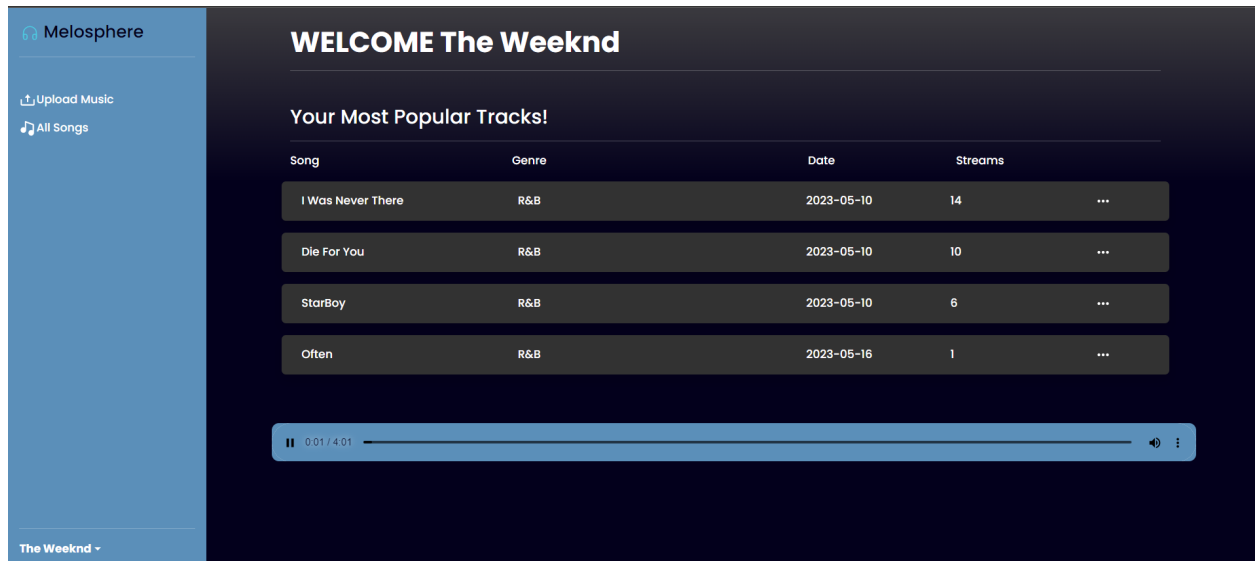 Melosphere
Upload Music
All Songs
The Weeknd
WELCOME The Weeknd
Your Most Popular Tracks!
Song Genre Date Streams
I Was Never There R&B 2023-05-10 14 ...
Die For You R&B 2023-05-10 10 ...
StarBoy R&B 2023-05-10 6 ...
Often R&B 2023-05-16 1 ...
0:01 / 4:01